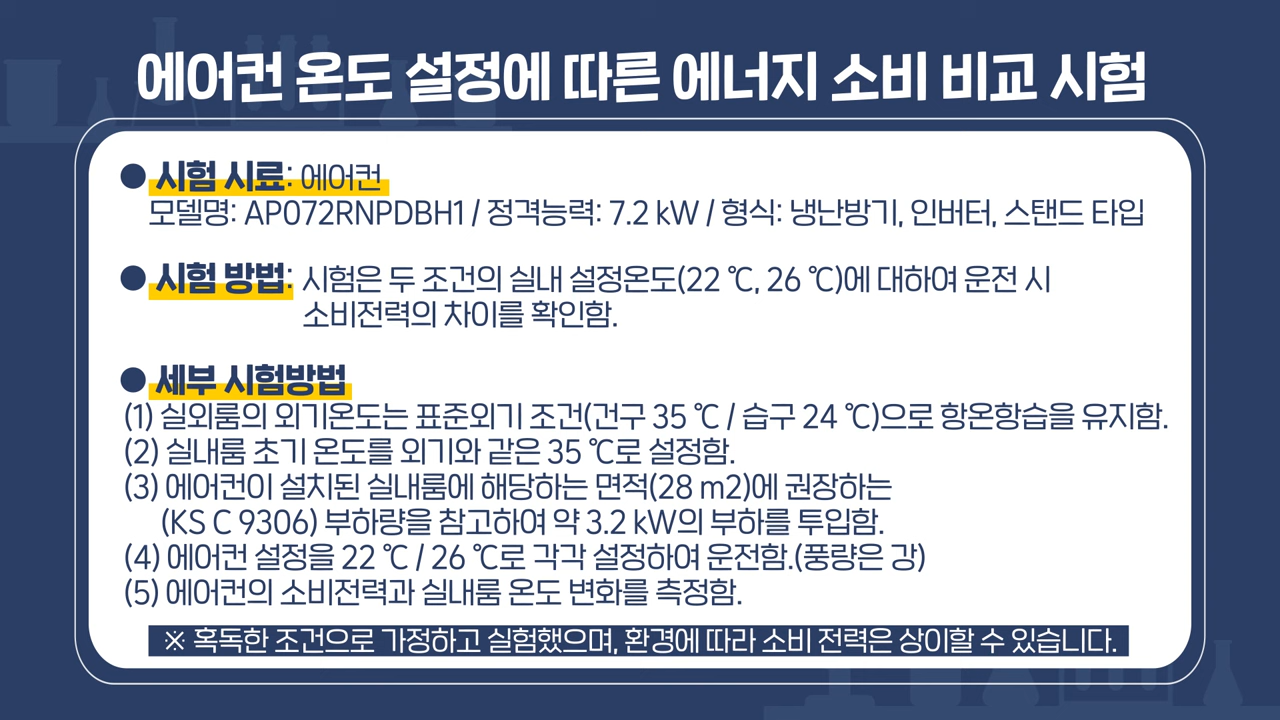 에어컨 온도 설정에 따른 에너지 소비 비교 시험
● 시험 시료: 에어컨
모델명: AP072RNPDBH1 / 정격능력: 7.2 kW / 형식: 냉난방기, 인버터, 스탠드 타입
● 시험 방법: 시험은 두 조건의 실내 설정온도(22 ℃, 26 ℃)에 대하여 운전 시
소비전력의 차이를 확인함.
● 세부 시험방법
(1) 실외룸의 외기온도는 표준외기 조건(건구 35 ℃ / 습구 24 ℃)으로 항온항습을 유지함.
(2) 실내룸 초기 온도를 외기와 같은 35 ℃로 설정함.
(3) 에어컨이 설치된 실내룸에 해당하는 면적(28 m2)에 권장하는
(KS C 9306) 부하량을 참고하여 약 3.2 kW의 부하를 투입함.
(4) 에어컨 설정을 22 ℃ / 26 ℃로 각각 설정하여 운전함.(풍량은 강)
(5) 에어컨의 소비전력과 실내룸 온도 변화를 측정함.
※ 혹독한 조건으로 가정하고 실험했으며, 환경에 따라 소비 전력은 상이할 수 있습니다.